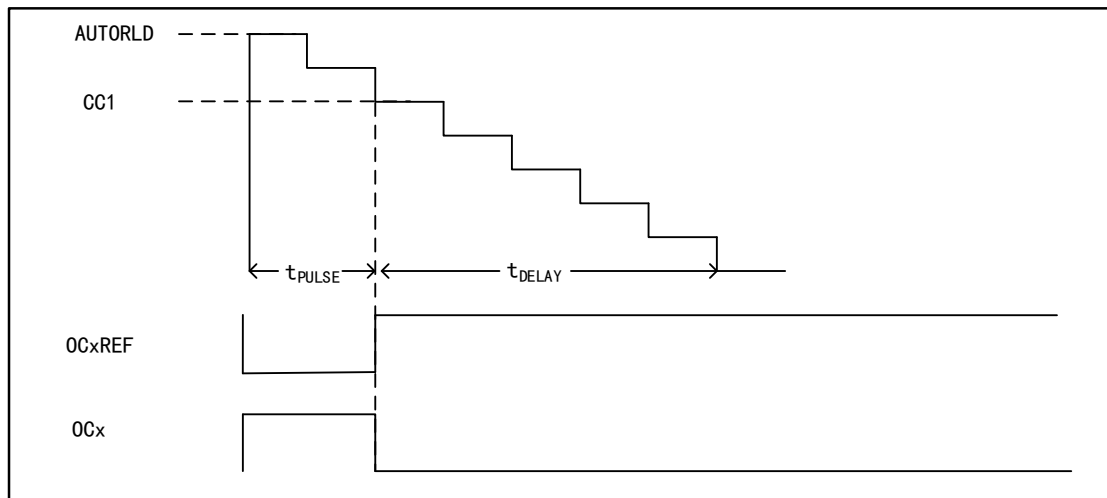 AUTORLD
CC1
tPULSE
tDELAY
OCxREF
OCx